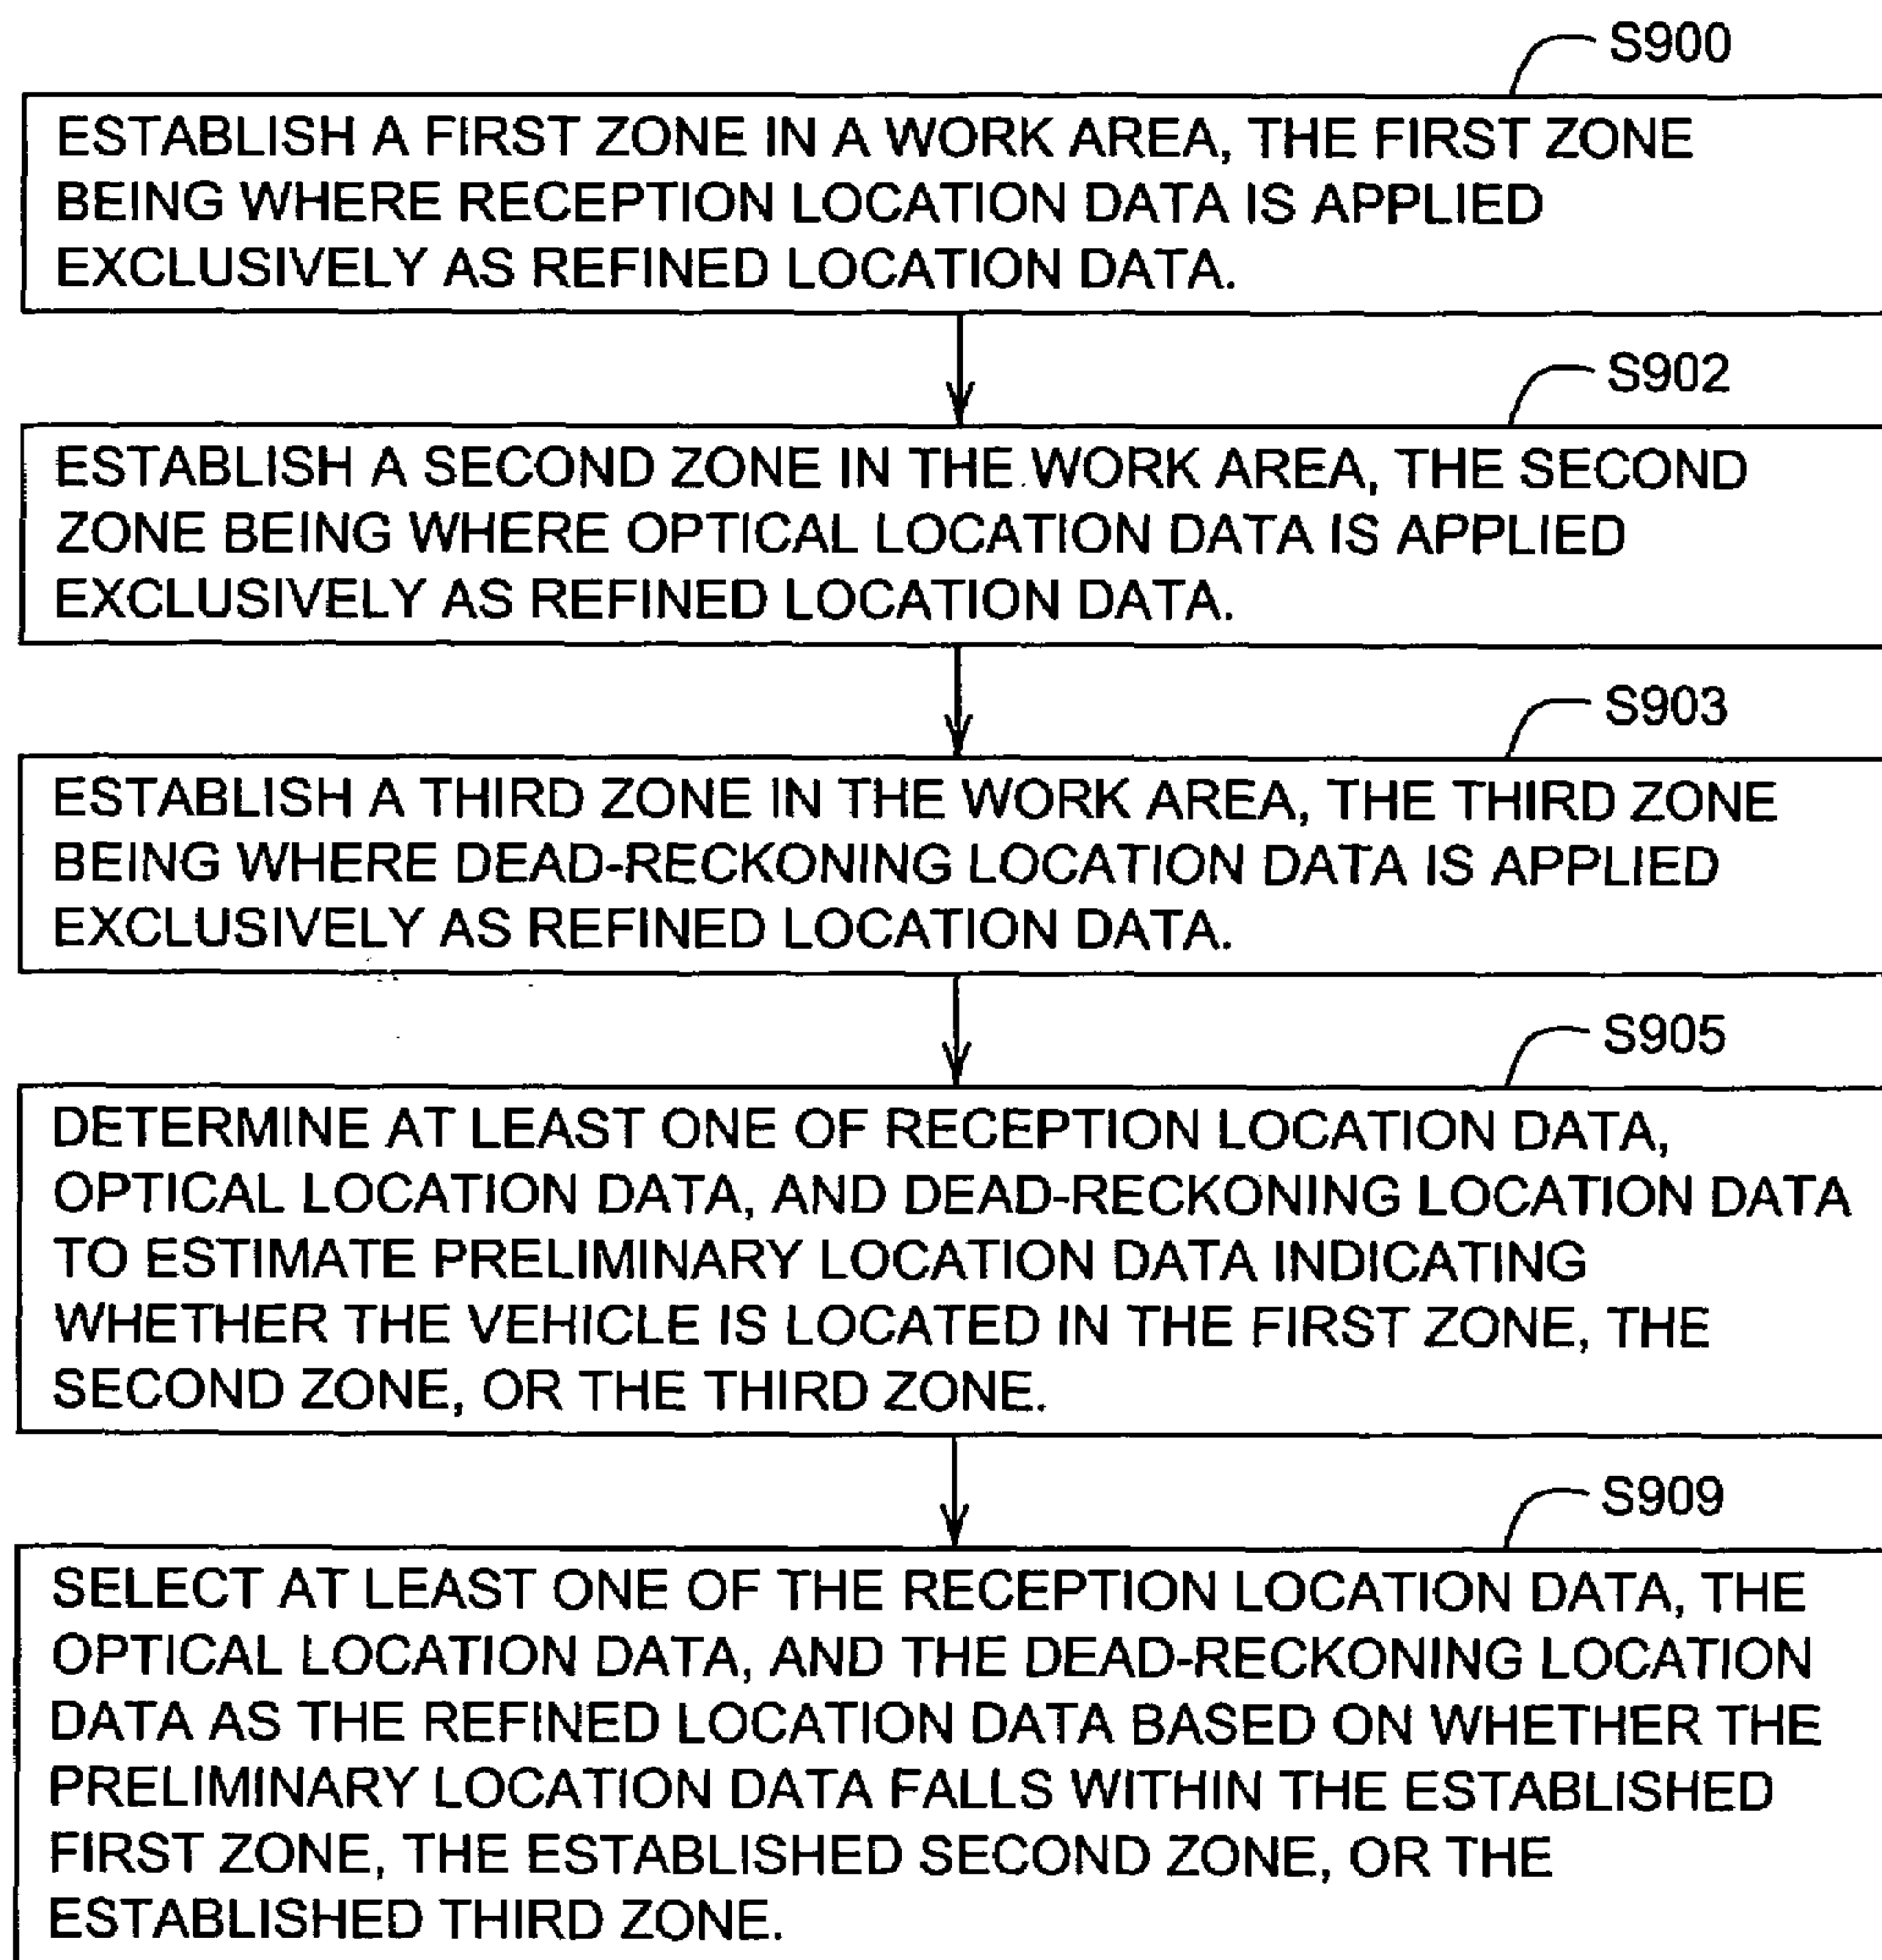 S900
ESTABLISH A FIRST ZONE IN A WORK AREA, THE FIRST ZONE
BEING WHERE RECEPTION LOCATION DATA IS APPLIED
EXCLUSIVELY AS REFINED LOCATION DATA.
S902
ESTABLISH A SECOND ZONE IN THE WORK AREA, THE SECOND
ZONE BEING WHERE OPTICAL LOCATION DATA IS APPLIED
EXCLUSIVELY AS REFINED LOCATION DATA.
S903
ESTABLISH A THIRD ZONE IN THE WORK AREA, THE THIRD ZONE
BEING WHERE DEAD-RECKONING LOCATION DATA IS APPLIED
EXCLUSIVELY AS REFINED LOCATION DATA.
S905
DETERMINE AT LEAST ONE OF RECEPTION LOCATION DATA,
OPTICAL LOCATION DATA, AND DEAD-RECKONING LOCATION DATA
TO ESTIMATE PRELIMINARY LOCATION DATA INDICATING
WHETHER THE VEHICLE IS LOCATED IN THE FIRST ZONE, THE
SECOND ZONE, OR THE THIRD ZONE.
S909
SELECT AT LEAST ONE OF THE RECEPTION LOCATION DATA, THE
OPTICAL LOCATION DATA, AND THE DEAD-RECKONING LOCATION
DATA AS THE REFINED LOCATION DATA BASED ON WHETHER THE
PRELIMINARY LOCATION DATA FALLS WITHIN THE ESTABLISHED
FIRST ZONE, THE ESTABLISHED SECOND ZONE, OR THE
ESTABLISHED THIRD ZONE.